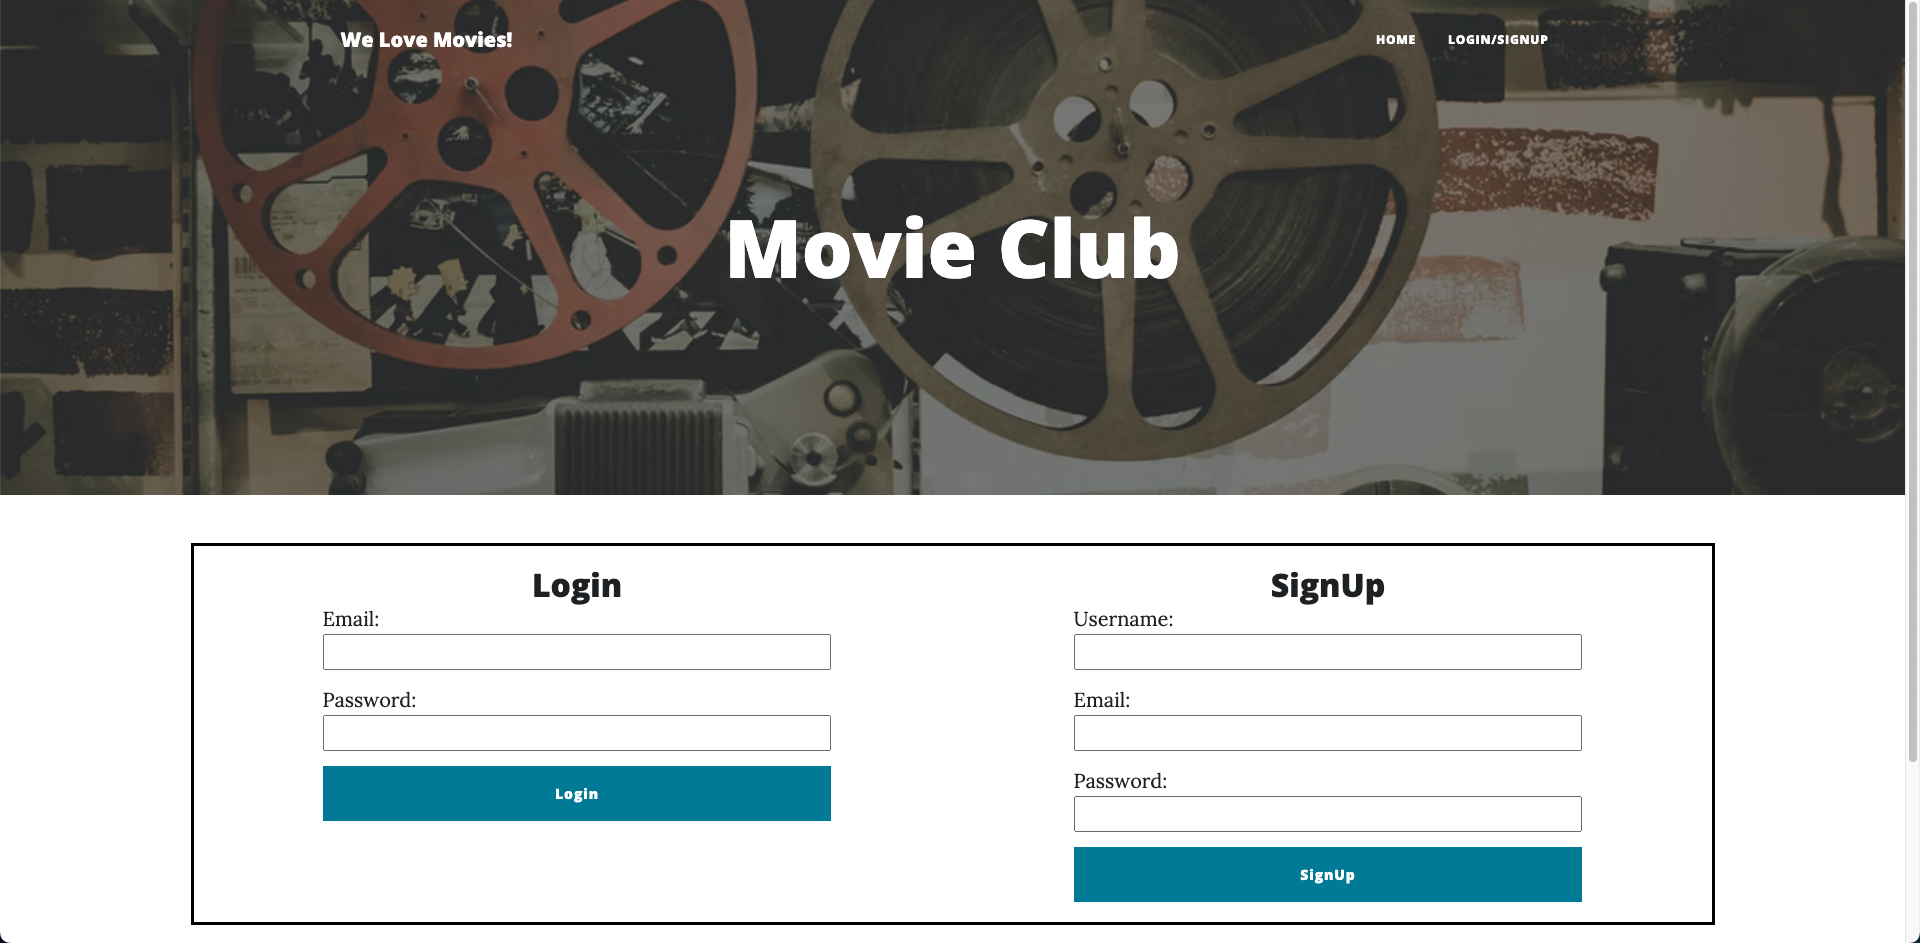 We Love Movies!
HOME LOGIN/SIGNUP
Movie Club
Login
Email:
Password:
Login
SignUp
Username:
Email:
Password:
SignUp